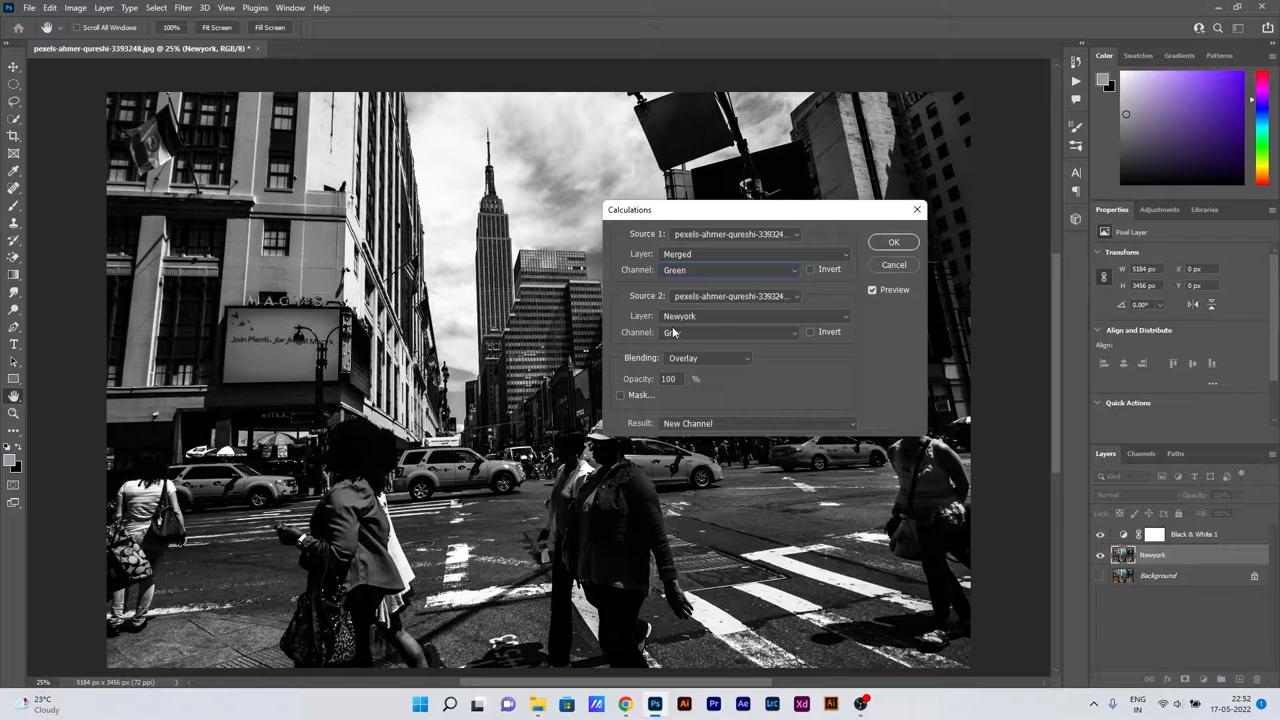 File Edit Image Layer Type Select Filter 3D View Plugins Window Help
Scroll All Windows 100% Fit Screen Fill Screen
pexels-ahmer-qureshi-3393248.jpg @ 25% (Newyork, RGB/8) *
Color Swatches Gradients Patterns
Calculations
Source 1: pexels-ahmer-qureshi-339324...
Layer: Merged
Channel: Green Invert
Source 2: pexels-ahmer-qureshi-339324...
Layer: Newyork
Channel: Invert
Blending: Overlay
Opacity: 100 %
Mask...
Result: New Channel
OK
Cancel
Preview
MACYS
Properties Adjustments Libraries
Pixel Layer
Transform
W 5184 px X 0 px
H 3456 px Y 0 px
0.00°
Align and Distribute
Align:
Quick Actions
Layers Channels Paths
Kind
Normal Opacity: 100%
Lock: Fill: 100%
Black & White 1
Newyork
Background
25% 5184 px x 3456 px (72 ppi)
23°C
Cloudy
ENG
IN
22:52
17-05-2022